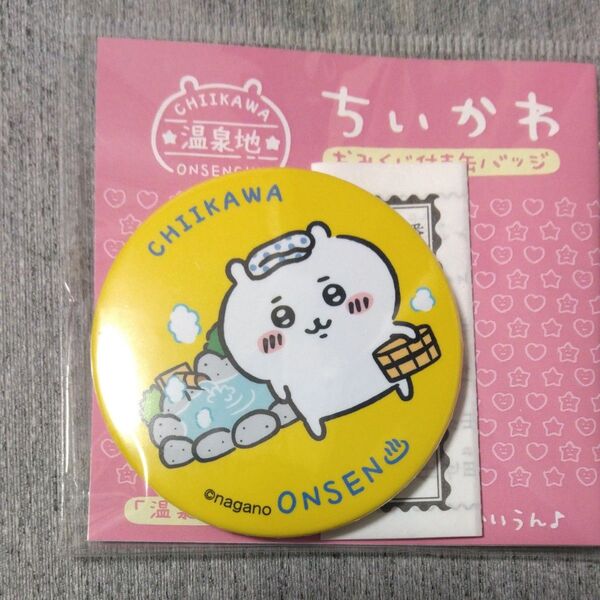 CHIIKAWA
温泉地
ちいかわ
おみくじ付き缶バッジ
CHIIKAWA
©nagano
ONSEN♨
「温泉
いうん♪